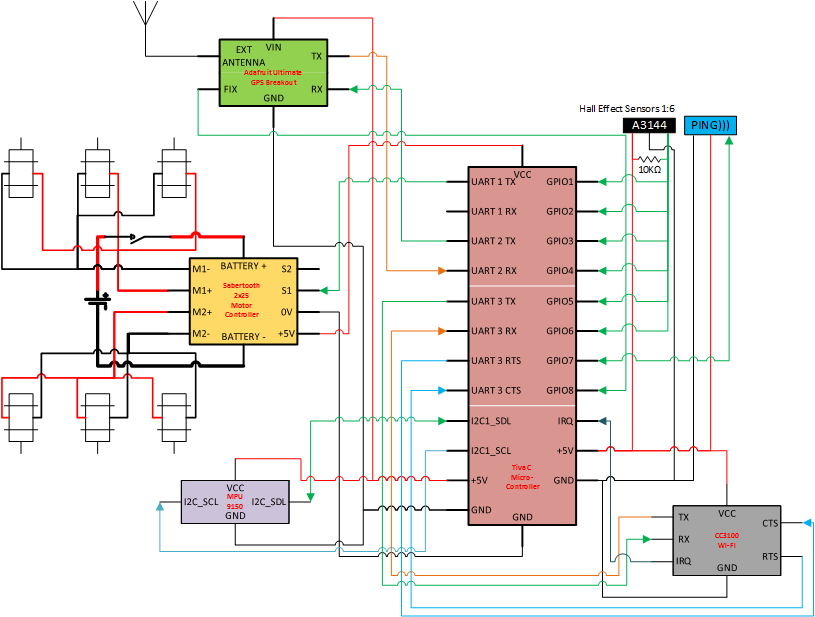 EXT
ANTENNA
VIN
TX
Adafruit Ultimate
GPS Breakout
FIX
RX
GND
Hall Effect Sensors 1:6
A3144
PING)))
10KΩ
VCC
UART 1 TX
GPIO1
UART 1 RX
GPIO2
UART 2 TX
GPIO3
UART 2 RX
GPIO4
UART 3 TX
GPIO5
UART 3 RX
GPIO6
UART 3 RTS
GPIO7
UART 3 CTS
GPIO8
I2C1_SDL
IRQ
I2C1_SCL
+5V
Tiva C
Micro-
Controller
+5V
GND
GND
GND
BATTERY +
M1-
S2
M1+
S1
Sabertooth
2x25
Motor
Controller
M2+
0V
M2-
+5V
BATTERY -
VCC
I2C_SCL
MPU
9150
I2C_SDL
GND
VCC
TX
CTS
RX
CC3100
Wi-Fi
IRQ
RTS
GND